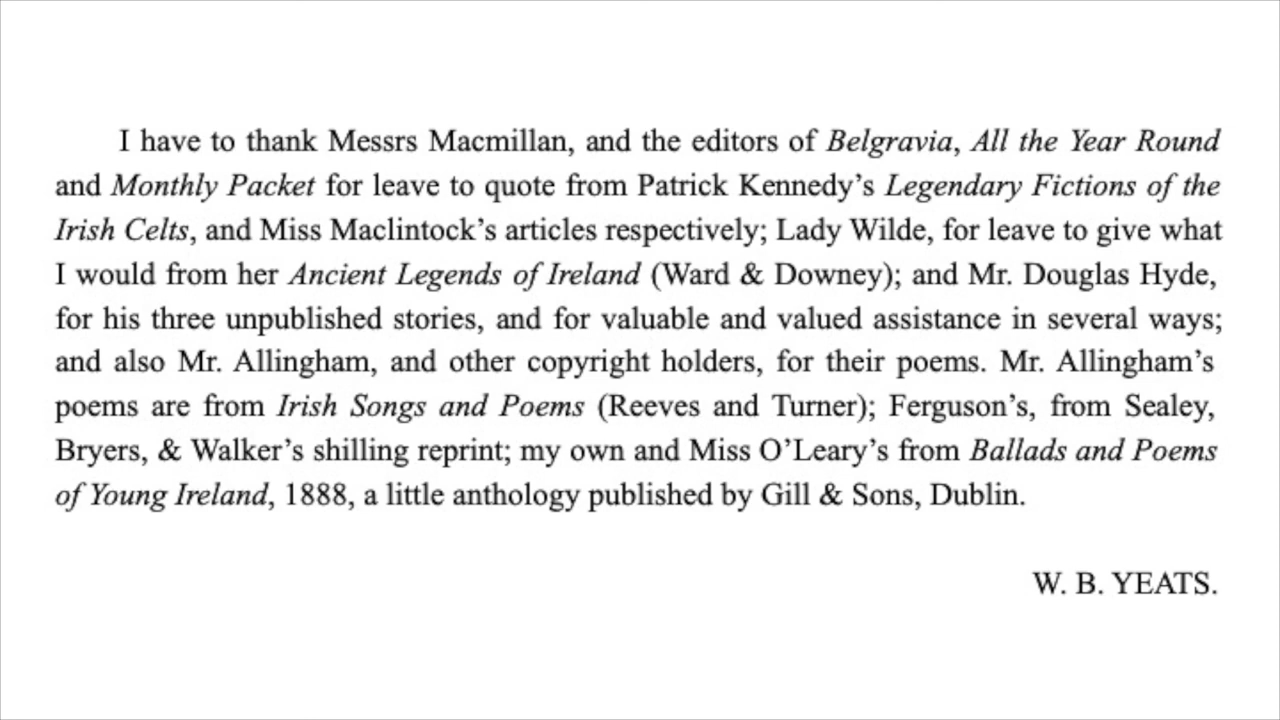 I have to thank Messrs Macmillan, and the editors of Belgravia, All the Year Round
and Monthly Packet for leave to quote from Patrick Kennedy’s Legendary Fictions of the
Irish Celts, and Miss Maclintock’s articles respectively; Lady Wilde, for leave to give what
I would from her Ancient Legends of Ireland (Ward & Downey); and Mr. Douglas Hyde,
for his three unpublished stories, and for valuable and valued assistance in several ways;
and also Mr. Allingham, and other copyright holders, for their poems. Mr. Allingham’s
poems are from Irish Songs and Poems (Reeves and Turner); Ferguson’s, from Sealey,
Bryers, & Walker’s shilling reprint; my own and Miss O’Leary’s from Ballads and Poems
of Young Ireland, 1888, a little anthology published by Gill & Sons, Dublin.
W. B. YEATS.